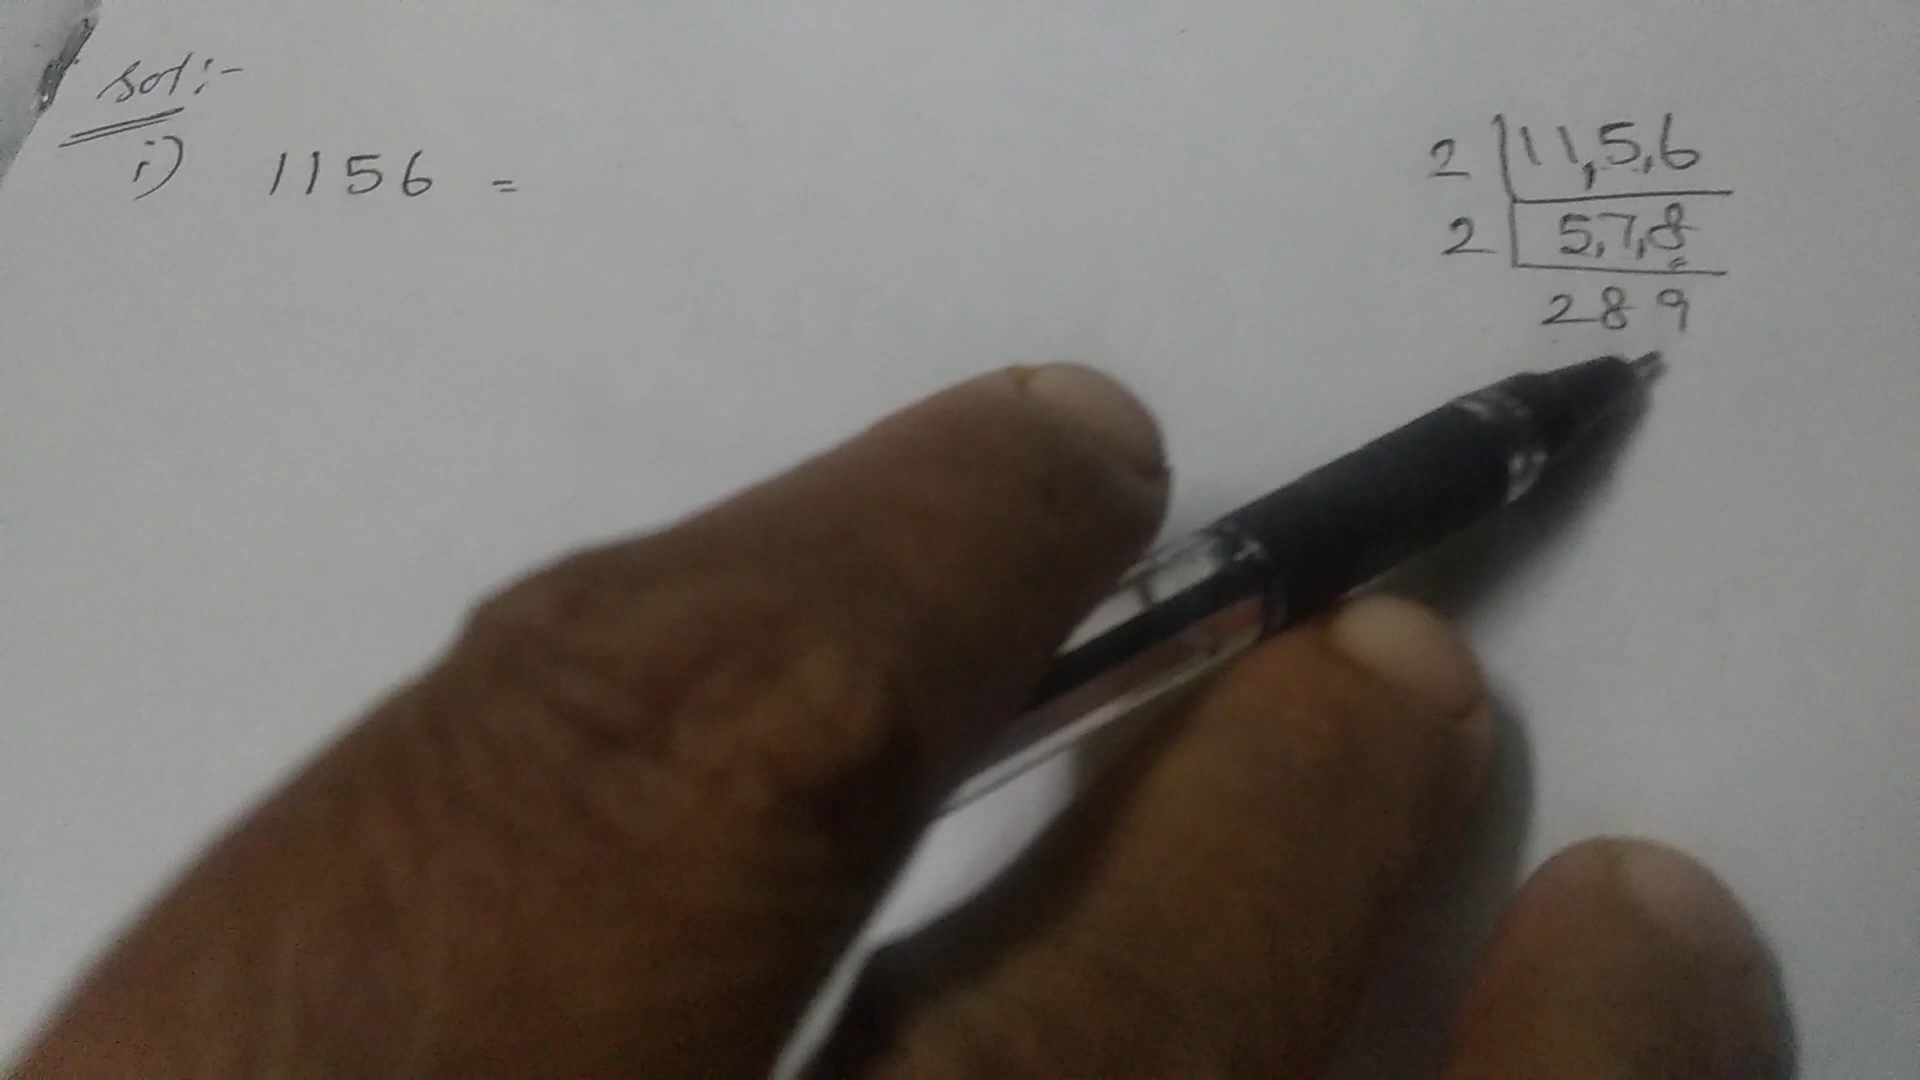 Sol:-
i) 1156 =
2 | 11,5,6
2 | 5,7,8
289